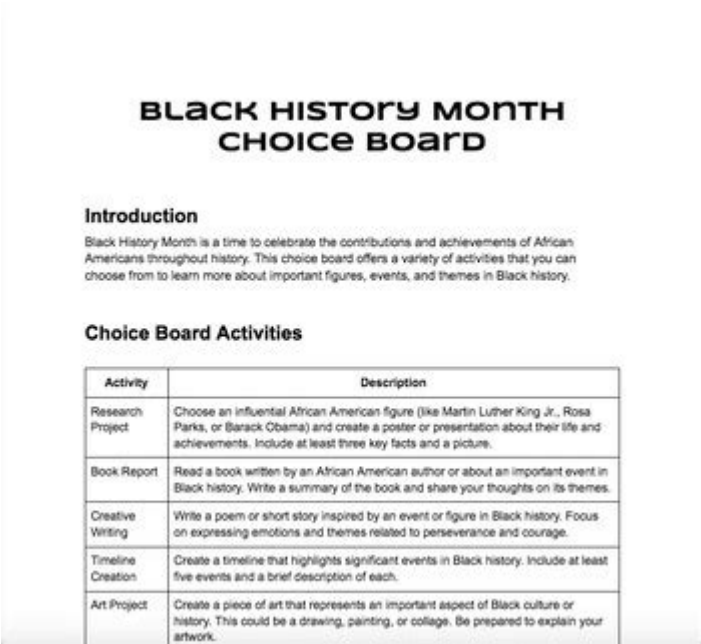 BLACK HISTORY MONTH
CHOICE BOARD
Introduction
Black History Month is a time to celebrate the contributions and achievements of African
Americans throughout history. This choice board offers a variety of activities that you can
choose from to learn more about important figures, events, and themes in Black history.
Choice Board Activities
Activity Description
Research Project Choose an influential African American figure (like Martin Luther King Jr., Rosa
Parks, or Barack Obama) and create a poster or presentation about their life and
achievements. Include at least three key facts and a picture.
Book Report Read a book written by an African American author or about an important event in
Black history. Write a summary of the book and share your thoughts on its themes.
Creative Writing Write a poem or short story inspired by an event or figure in Black history. Focus
on expressing emotions and themes related to perseverance and courage.
Timeline Creation Create a timeline that highlights significant events in Black history. Include at least
five events and a brief description of each.
Art Project Create a piece of art that represents an important aspect of Black culture or
history. This could be a drawing, painting, or collage. Be prepared to explain your
artwork.